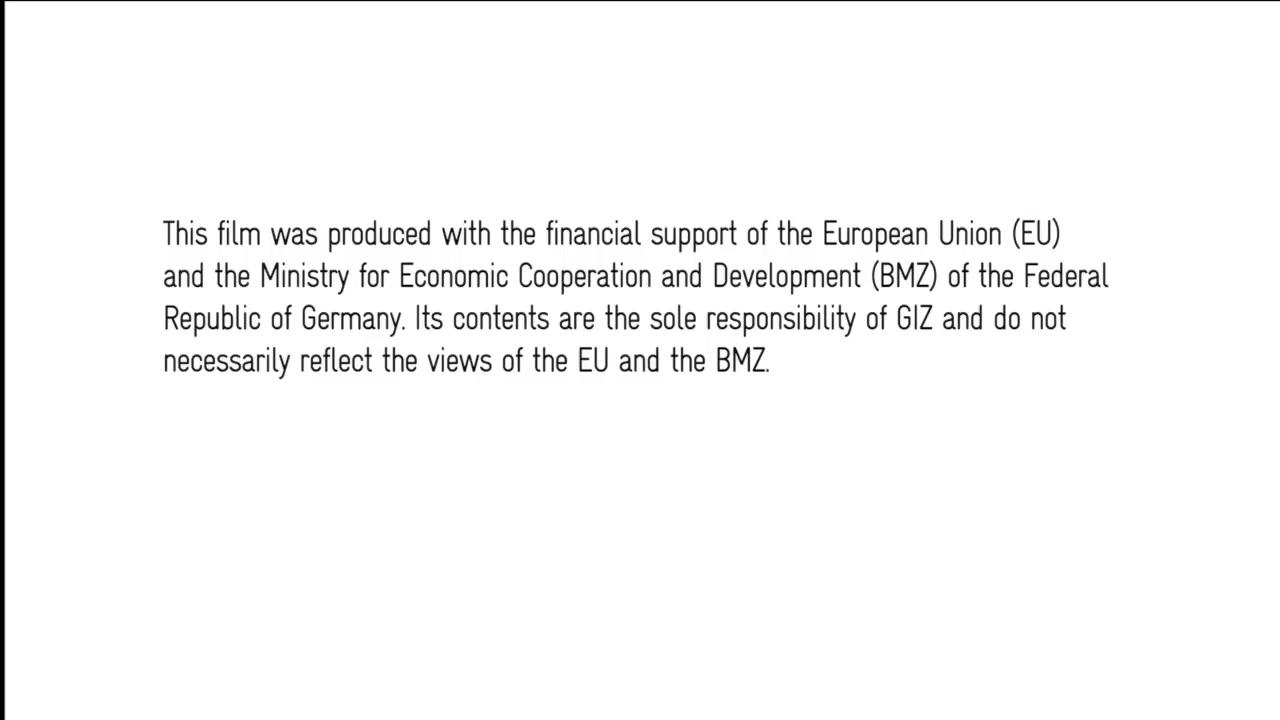 This film was produced with the financial support of the European Union (EU)
and the Ministry for Economic Cooperation and Development (BMZ) of the Federal
Republic of Germany. Its contents are the sole responsibility of GIZ and do not
necessarily reflect the views of the EU and the BMZ.